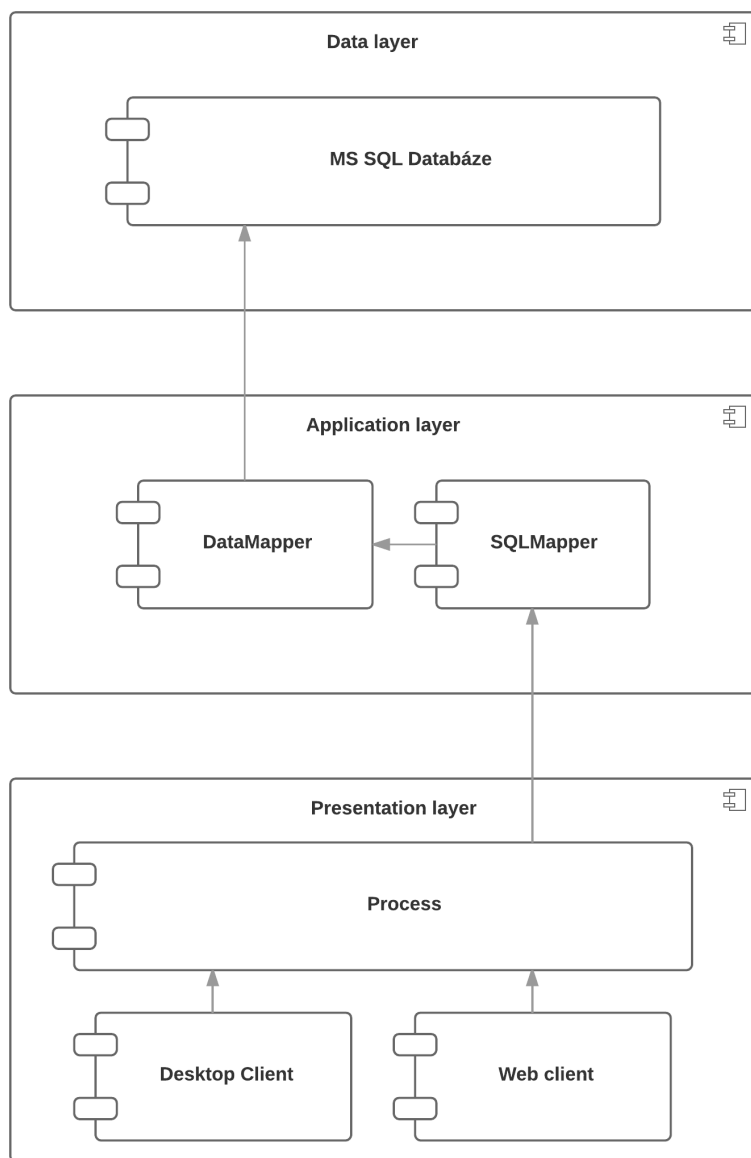 Data layer
MS SQL Databáze
Application layer
DataMapper
SQLMapper
Presentation layer
Process
Desktop Client
Web client